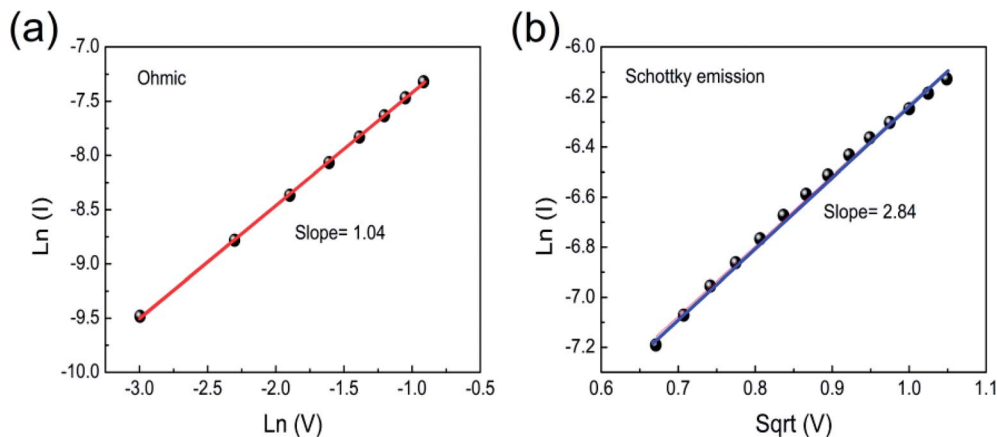 (a)
Ohmic
Slope= 1.04
Ln (I)
-7.0
-7.5
-8.0
-8.5
-9.0
-9.5
-10.0
-3.0 -2.5 -2.0 -1.5 -1.0 -0.5
Ln (V)
(b)
Schottky emission
Slope= 2.84
Ln (I)
-6.0
-6.2
-6.4
-6.6
-6.8
-7.0
-7.2
0.6 0.7 0.8 0.9 1.0 1.1
Sqrt (V)